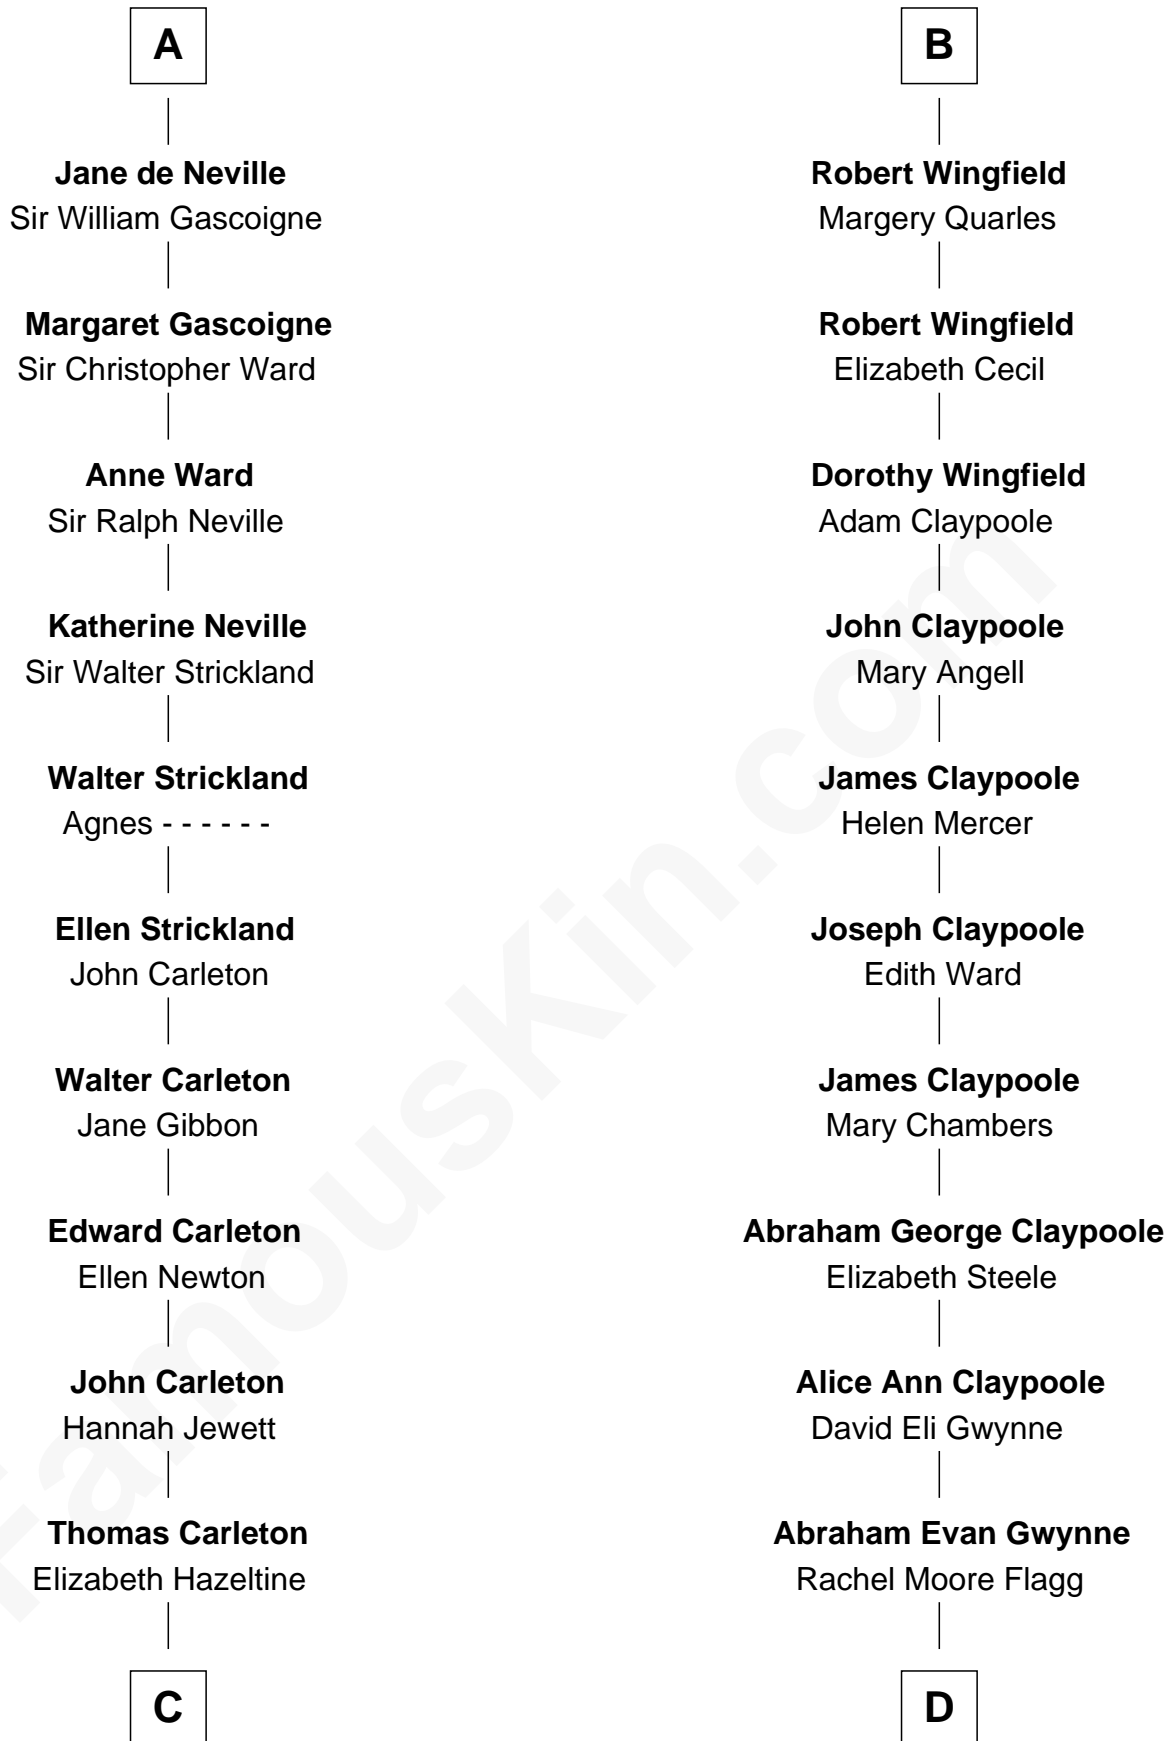 A
Jane de Neville
Sir William Gascoigne
Margaret Gascoigne
Sir Christopher Ward
Anne Ward
Sir Ralph Neville
Katherine Neville
Sir Walter Strickland
Walter Strickland
Agnes - - - - - -
Ellen Strickland
John Carleton
Walter Carleton
Jane Gibbon
Edward Carleton
Ellen Newton
John Carleton
Hannah Jewett
Thomas Carleton
Elizabeth Hazeltine
C
B
Robert Wingfield
Margery Quarles
Robert Wingfield
Elizabeth Cecil
Dorothy Wingfield
Adam Claypoole
John Claypoole
Mary Angell
James Claypoole
Helen Mercer
Joseph Claypoole
Edith Ward
James Claypoole
Mary Chambers
Abraham George Claypoole
Elizabeth Steele
Alice Ann Claypoole
David Eli Gwynne
Abraham Evan Gwynne
Rachel Moore Flagg
D
FamousKin.com